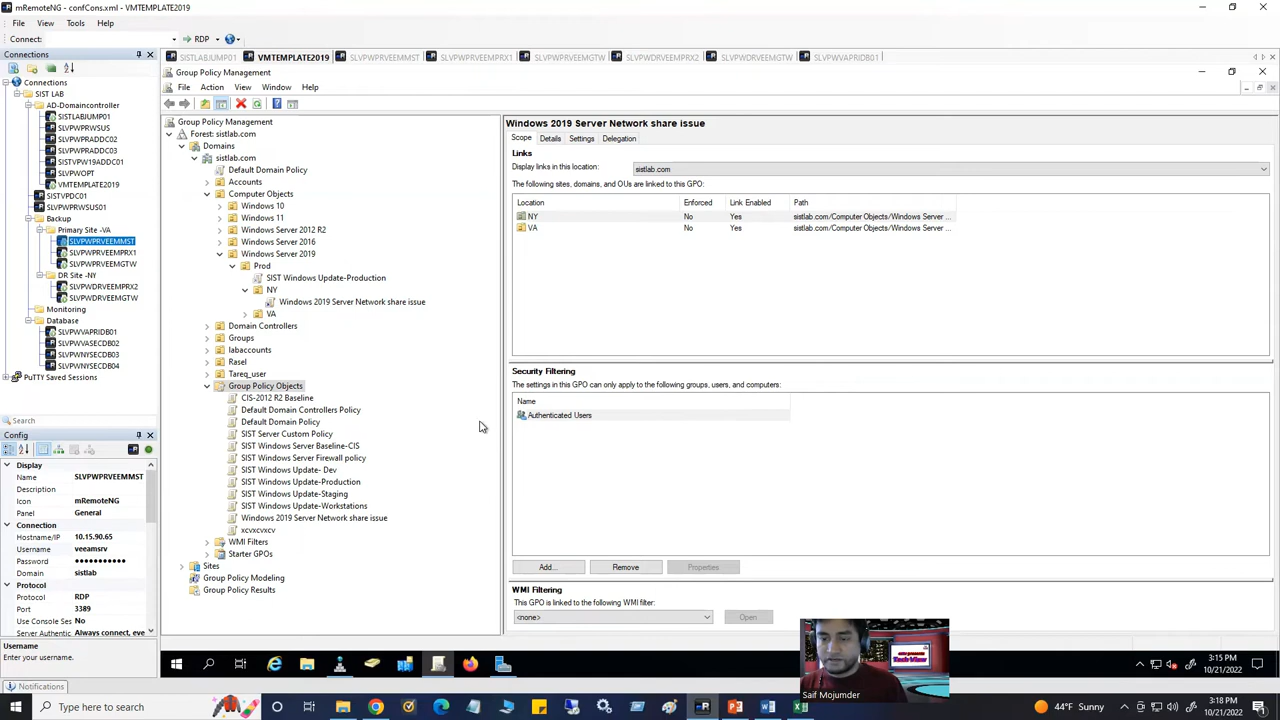 mRemoteNG - confCons.xml - VMTEMPLATE2019
File View Tools Help
Connect: RDP
Connections
SISTLABJUMP01 VMTEMPLATE2019 SLVPWPRVEEMMST SLVPWPRVEEMPRX1 SLVPWPRVEEMGTW SLVPWDRVEEMPRX2 SLVPWDRVEEMGTW SLVPWVAPRIDB01
Connections
SIST LAB
AD-Domaincontroller
SISTLABJUMP01
SLVPWPRWSUS
SLVPWPRADDC02
SLVPWPRADDC03
SISTVPW19ADDC01
SLVPWOPT
VMTEMPLATE2019
SISTVPDC01
SLVPWPRWSUS01
Backup
Primary Site -VA
SLVPWPRVEEMMST
SLVPWPRVEEMPRX1
SLVPWPRVEEMGTW
DR Site -NY
SLVPWDRVEEMPRX2
SLVPWDRVEEMGTW
Monitoring
Database
SLVPWVAPRIDB01
SLVPWVASECDB02
SLVPWNYSECDB03
SLVPWNYSECDB04
PuTTY Saved Sessions
Search
Config
Display
Name SLVPWPRVEEMMST
Description
Icon mRemoteNG
Panel General
Connection
Hostname/IP 10.15.90.65
Username veeamsrv
Password ●●●●●●●●●●●
Domain sistlab
Protocol
Protocol RDP
Port 3389
Use Console Ses No
Server Authentic Always connect, eve
Username
Enter your username.
Notifications
Group Policy Management
File Action View Window Help
Group Policy Management
Forest: sistlab.com
Domains
sistlab.com
Default Domain Policy
Accounts
Computer Objects
Windows 10
Windows 11
Windows Server 2012 R2
Windows Server 2016
Windows Server 2019
Prod
SIST Windows Update-Production
NY
Windows 2019 Server Network share issue
VA
Domain Controllers
Groups
labaccounts
Rasel
Tareq_user
Group Policy Objects
CIS-2012 R2 Baseline
Default Domain Controllers Policy
Default Domain Policy
SIST Server Custom Policy
SIST Windows Server Baseline-CIS
SIST Windows Server Firewall policy
SIST Windows Update- Dev
SIST Windows Update-Production
SIST Windows Update-Staging
SIST Windows Update-Workstations
Windows 2019 Server Network share issue
xcvxcvxcv
WMI Filters
Starter GPOs
Sites
Group Policy Modeling
Group Policy Results
Windows 2019 Server Network share issue
Scope Details Settings Delegation
Links
Display links in this location: sistlab.com
The following sites, domains, and OUs are linked to this GPO:
Location Enforced Link Enabled Path
NY No Yes sistlab.com/Computer Objects/Windows Server ...
VA No Yes sistlab.com/Computer Objects/Windows Server ...
Security Filtering
The settings in this GPO can only apply to the following groups, users, and computers:
Name
Authenticated Users
Add... Remove Properties
WMI Filtering
This GPO is linked to the following WMI filter:
<none> Open
Tech View
Saif Mojumder
3:15 PM
10/21/2022
Type here to search
44°F Sunny
3:18 PM
10/21/2022